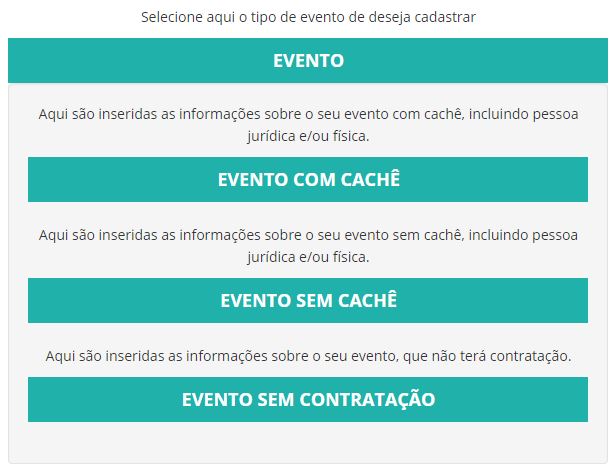 Selecione aqui o tipo de evento de deseja cadastrar
EVENTO
Aqui são inseridas as informações sobre o seu evento com cachê, incluindo pessoa
jurídica e/ou física.
EVENTO COM CACHÊ
Aqui são inseridas as informações sobre o seu evento sem cachê, incluindo pessoa
jurídica e/ou física.
EVENTO SEM CACHÊ
Aqui são inseridas as informações sobre o seu evento, que não terá contratação.
EVENTO SEM CONTRATAÇÃO